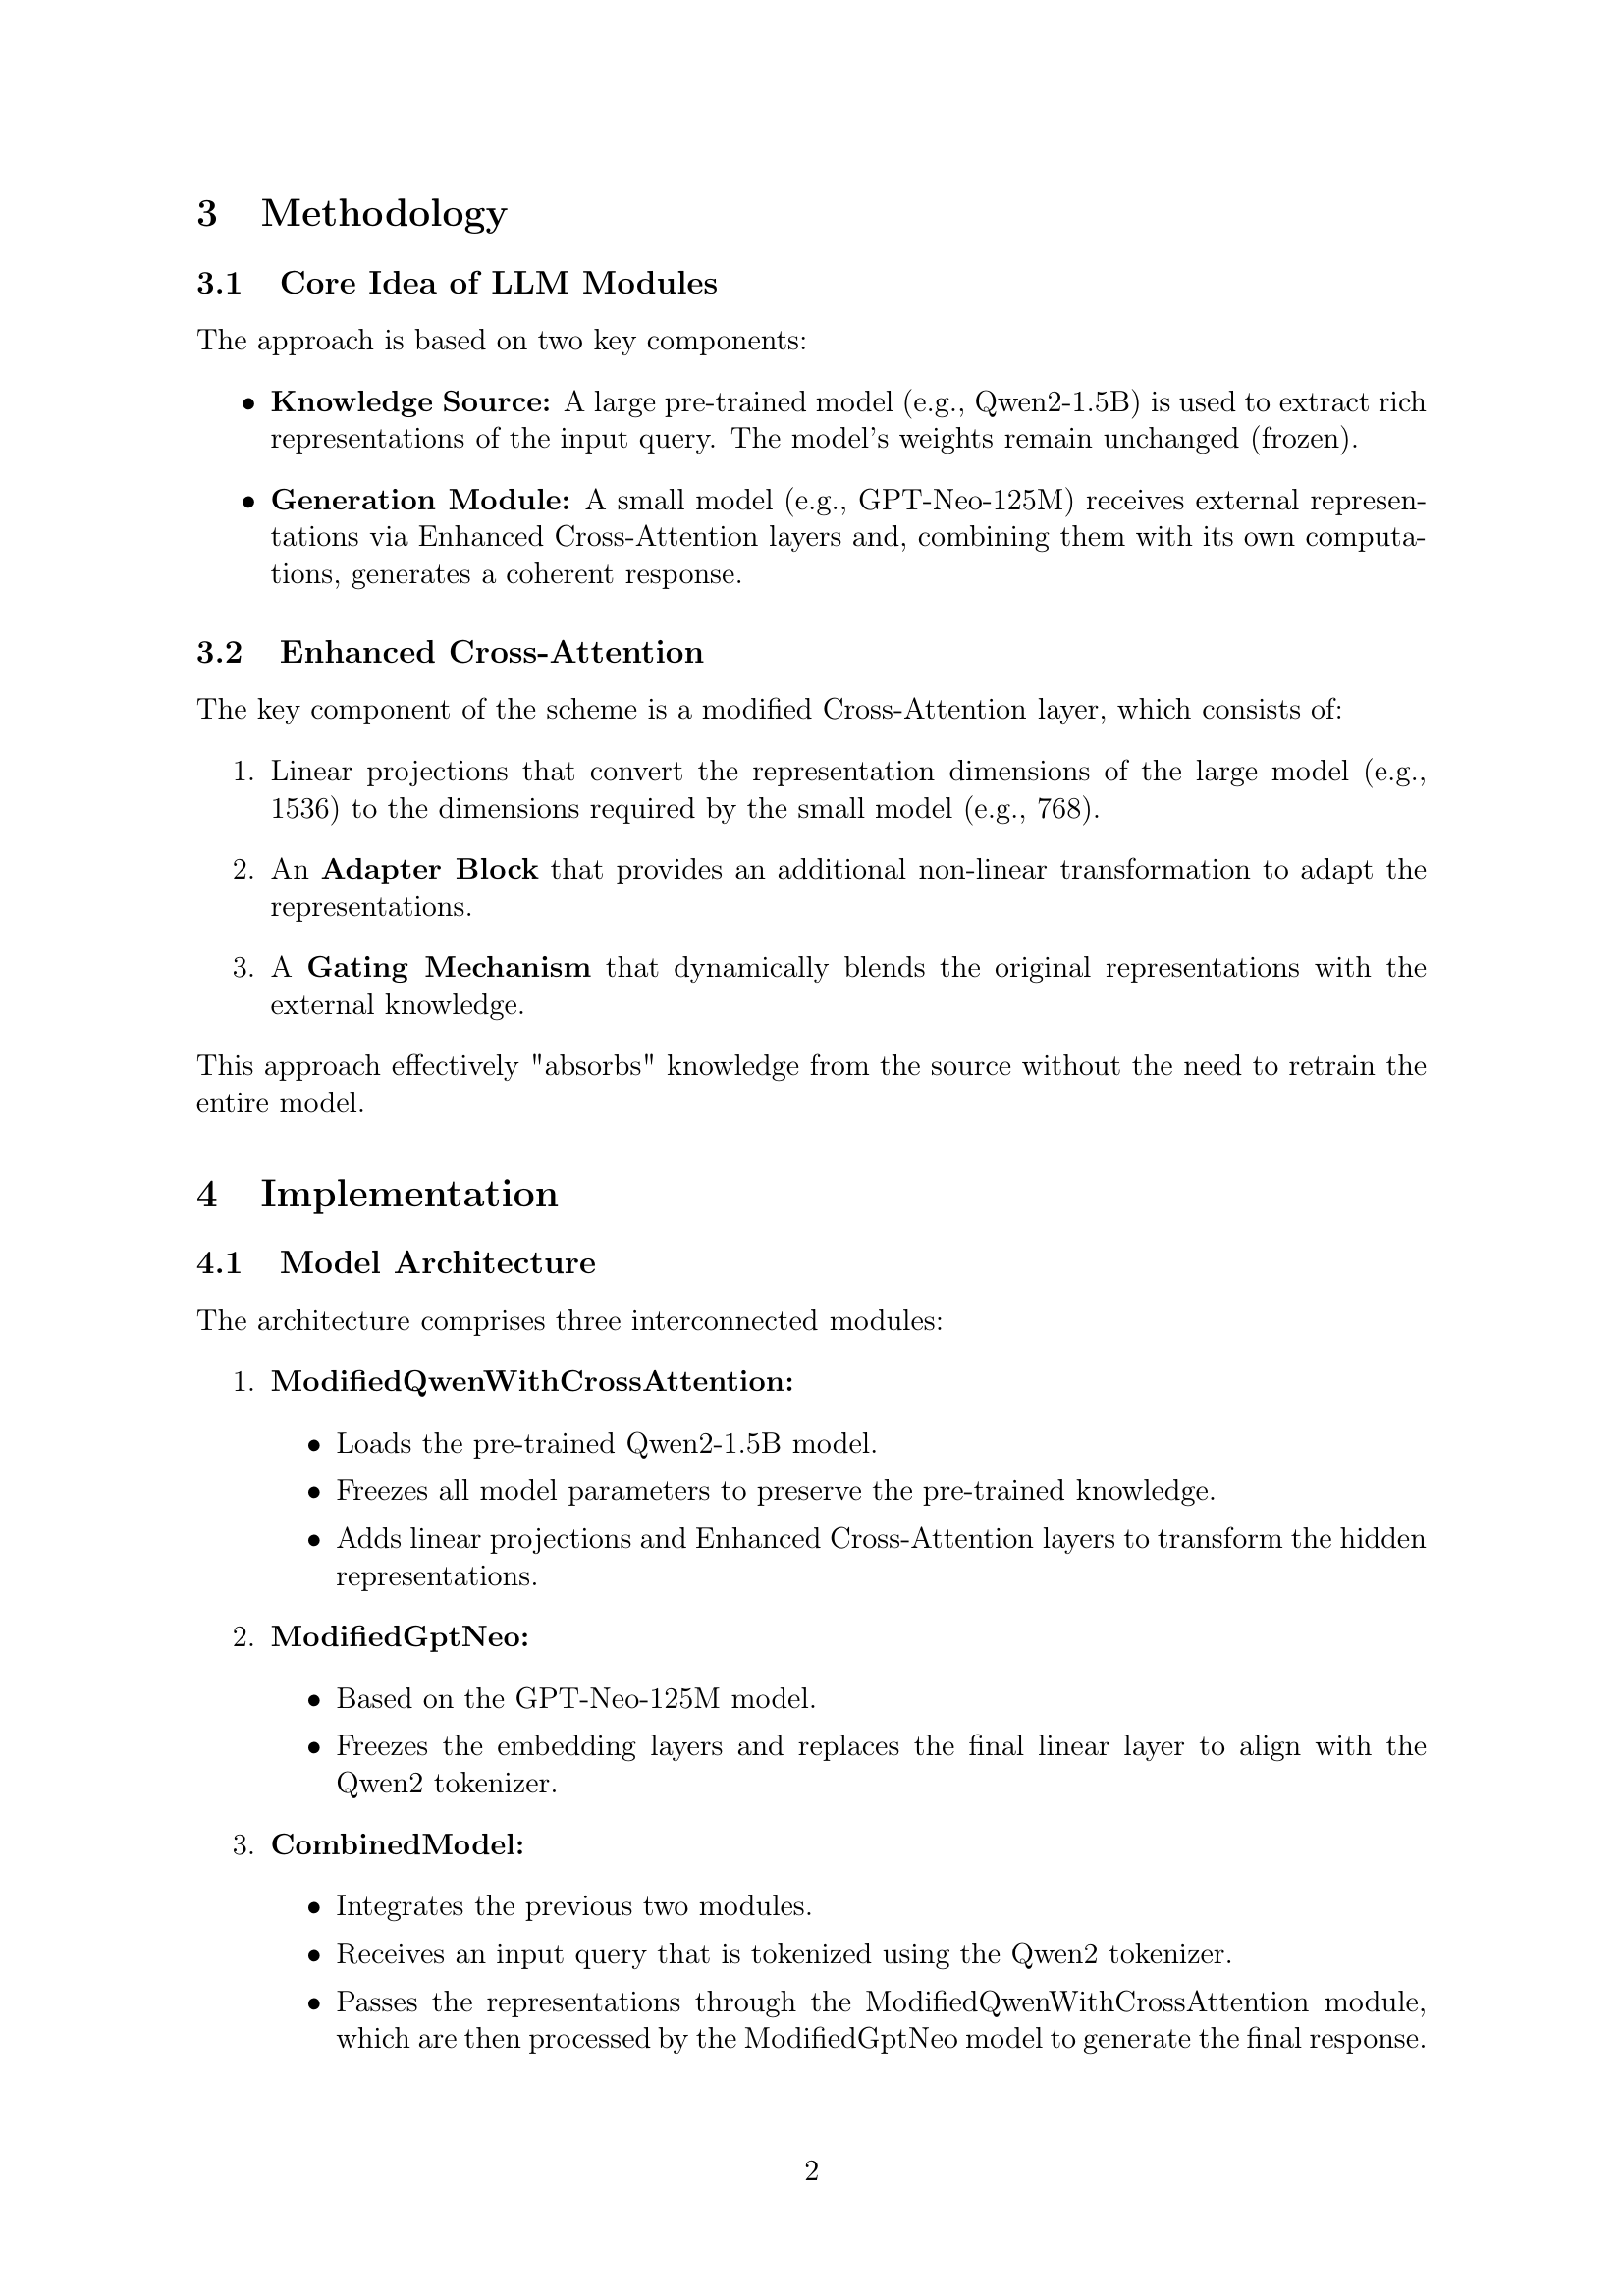 3 Methodology
3.1 Core Idea of LLM Modules
The approach is based on two key components:
• Knowledge Source: A large pre-trained model (e.g., Qwen2-1.5B) is used to extract rich
representations of the input query. The model's weights remain unchanged (frozen).
• Generation Module: A small model (e.g., GPT-Neo-125M) receives external represen-
tations via Enhanced Cross-Attention layers and, combining them with its own computa-
tions, generates a coherent response.
3.2 Enhanced Cross-Attention
The key component of the scheme is a modified Cross-Attention layer, which consists of:
1. Linear projections that convert the representation dimensions of the large model (e.g.,
1536) to the dimensions required by the small model (e.g., 768).
2. An Adapter Block that provides an additional non-linear transformation to adapt the
representations.
3. A Gating Mechanism that dynamically blends the original representations with the
external knowledge.
This approach effectively "absorbs" knowledge from the source without the need to retrain the
entire model.
4 Implementation
4.1 Model Architecture
The architecture comprises three interconnected modules:
1. ModifiedQwenWithCrossAttention:
• Loads the pre-trained Qwen2-1.5B model.
• Freezes all model parameters to preserve the pre-trained knowledge.
• Adds linear projections and Enhanced Cross-Attention layers to transform the hidden
representations.
2. ModifiedGptNeo:
• Based on the GPT-Neo-125M model.
• Freezes the embedding layers and replaces the final linear layer to align with the
Qwen2 tokenizer.
3. CombinedModel:
• Integrates the previous two modules.
• Receives an input query that is tokenized using the Qwen2 tokenizer.
• Passes the representations through the ModifiedQwenWithCrossAttention module,
which are then processed by the ModifiedGptNeo model to generate the final response.
2